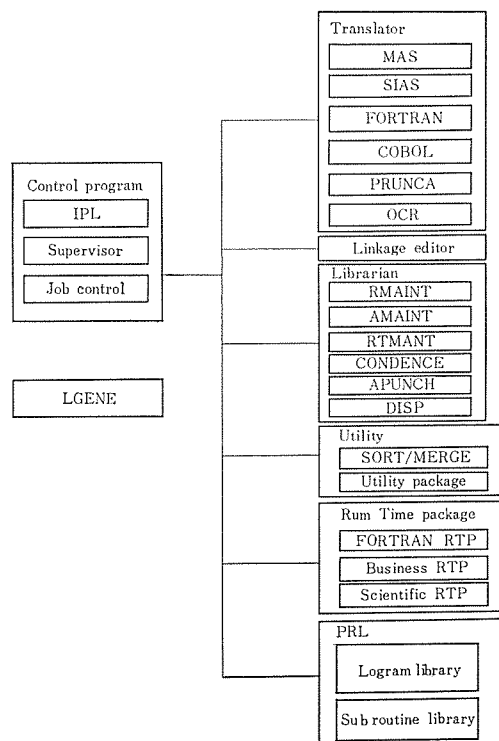 Control program
IPL
Supervisor
Job control
LGENE
Translator
MAS
SIAS
FORTRAN
COBOL
PRUNCA
OCR
Linkage editor
Librarian
RMAINT
AMAINT
RTMANT
CONDENCE
APUNCH
DISP
Utility
SORT/MERGE
Utility package
Rum Time package
FORTRAN RTP
Business RTP
Scientific RTP
PRL
Logram library
Sub routine library